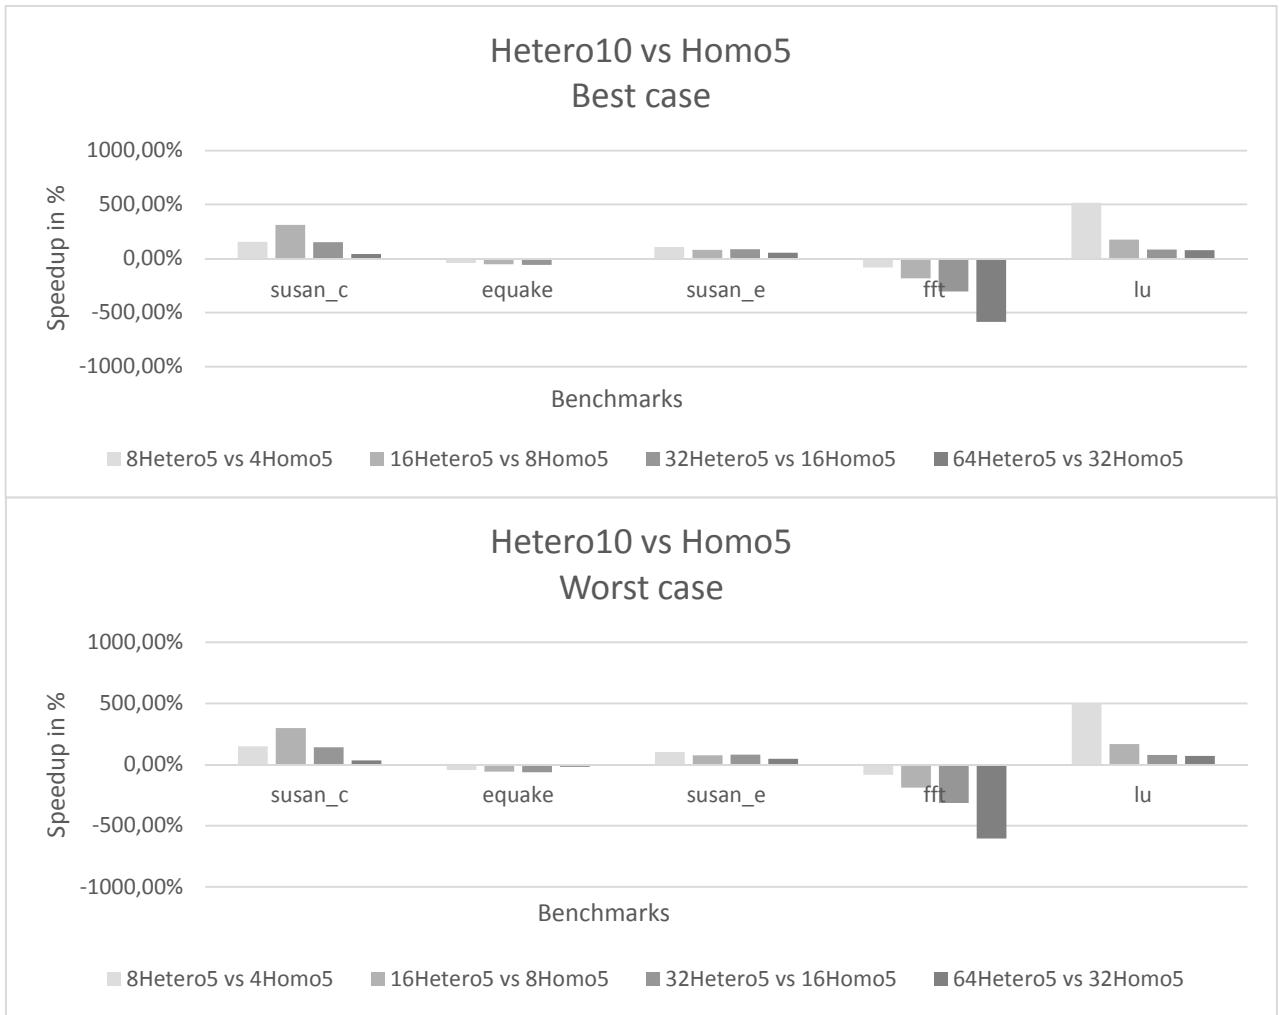 Hetero10 vs Homo5
Best case
1000,00%
500,00%
0,00%
-500,00%
-1000,00%
Speedup in %
susan_c equake susan_e fft lu
Benchmarks
8Hetero5 vs 4Homo5 16Hetero5 vs 8Homo5 32Hetero5 vs 16Homo5 64Hetero5 vs 32Homo5
Hetero10 vs Homo5
Worst case
1000,00%
500,00%
0,00%
-500,00%
-1000,00%
Speedup in %
susan_c equake susan_e fft lu
Benchmarks
8Hetero5 vs 4Homo5 16Hetero5 vs 8Homo5 32Hetero5 vs 16Homo5 64Hetero5 vs 32Homo5